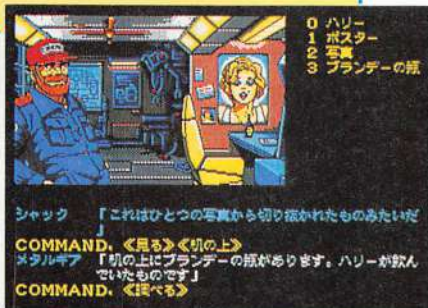 0 ハリー
1 ポスター
2 写真
3 ブランデーの瓶
シャック 「これはひとつの写真から切り抜かれたものみたいだ
」
COMMAND. 《見る》《机の上》
メタルギア 「机の上にブランデーの瓶があります。ハリーが飲ん
でいたものです」
COMMAND. 《調べる》